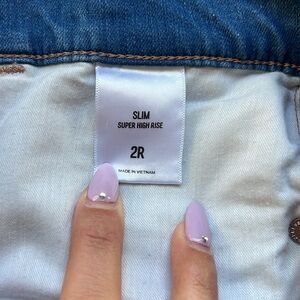 SLIM
SUPER HIGH RISE
2R
MADE IN VIETNAM